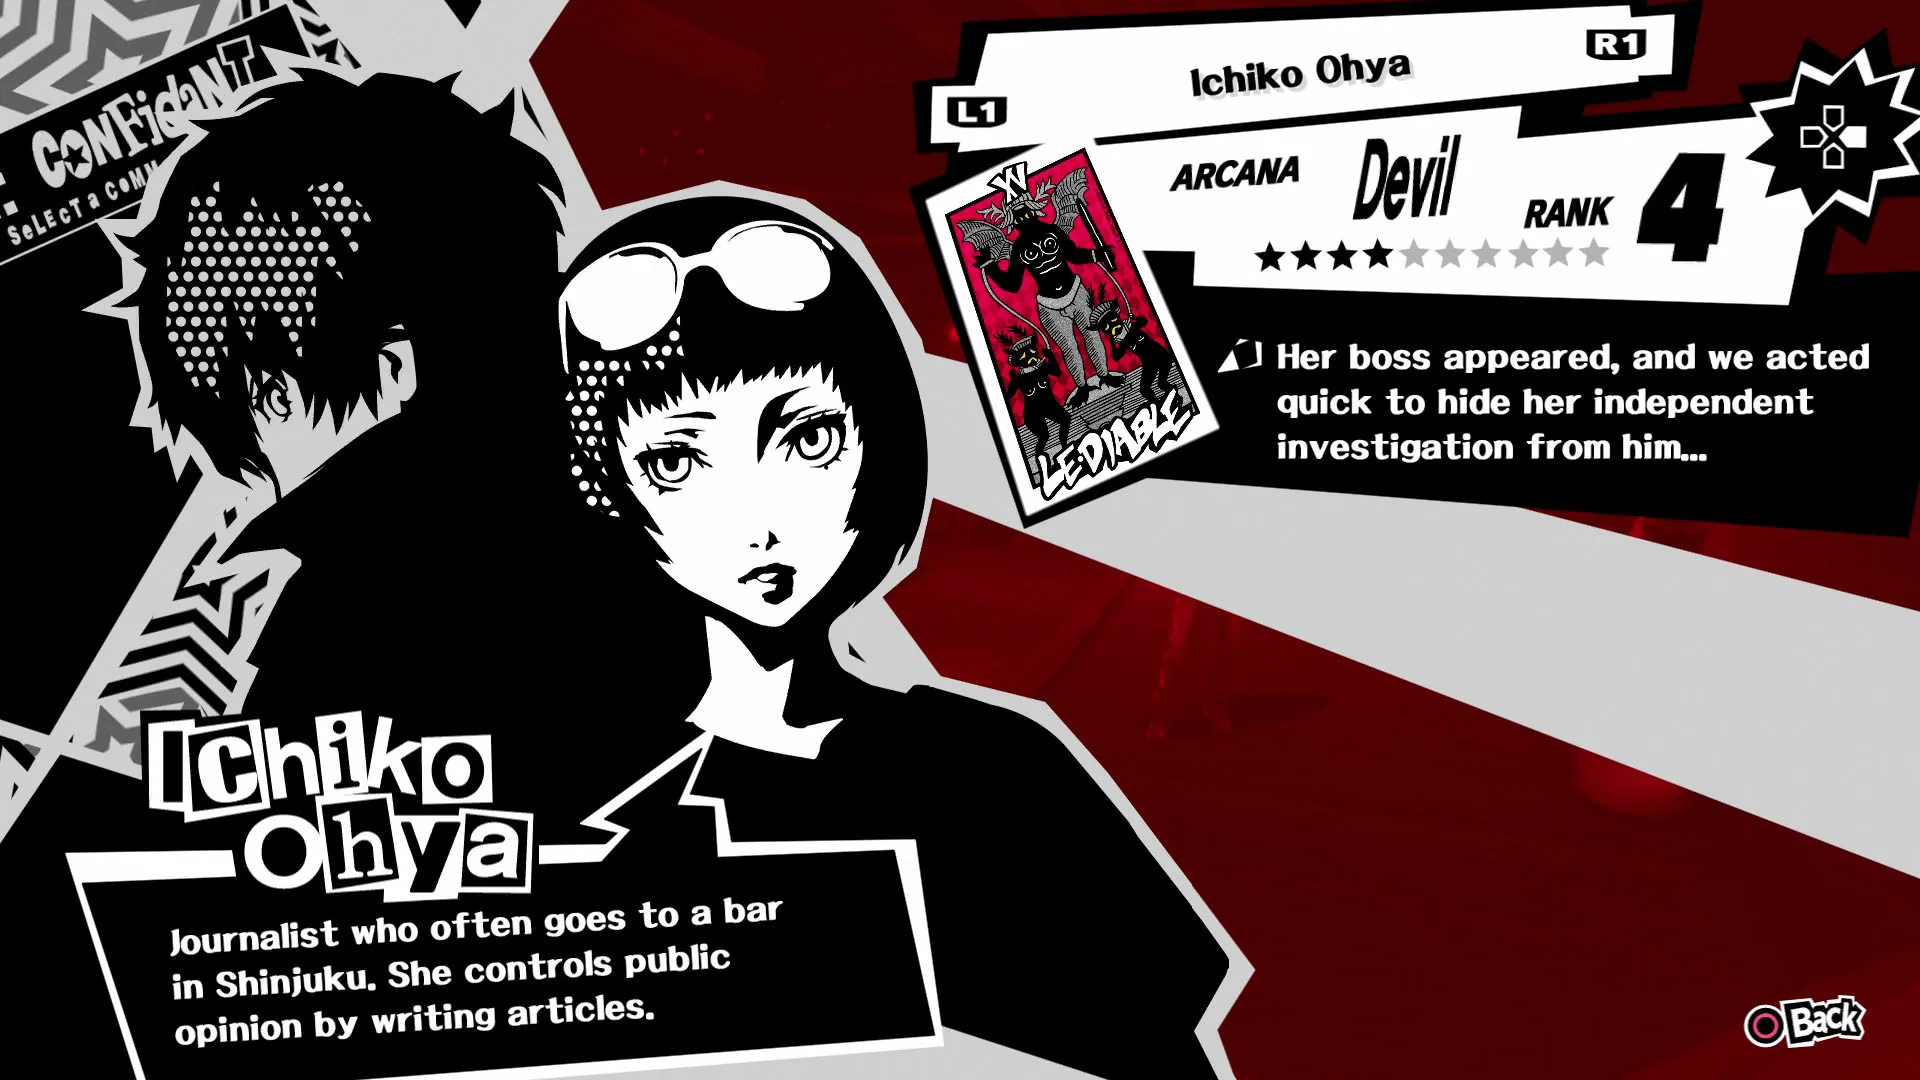 CONFiDaNT
SeLEcT a COMM
L1
Ichiko Ohya
R1
ARCANA
Devil
RANK
4
XV
LE·DIABLE
Her boss appeared, and we acted
quick to hide her independent
investigation from him...
Ichiko
Ohya
Journalist who often goes to a bar
in Shinjuku. She controls public
opinion by writing articles.
Back